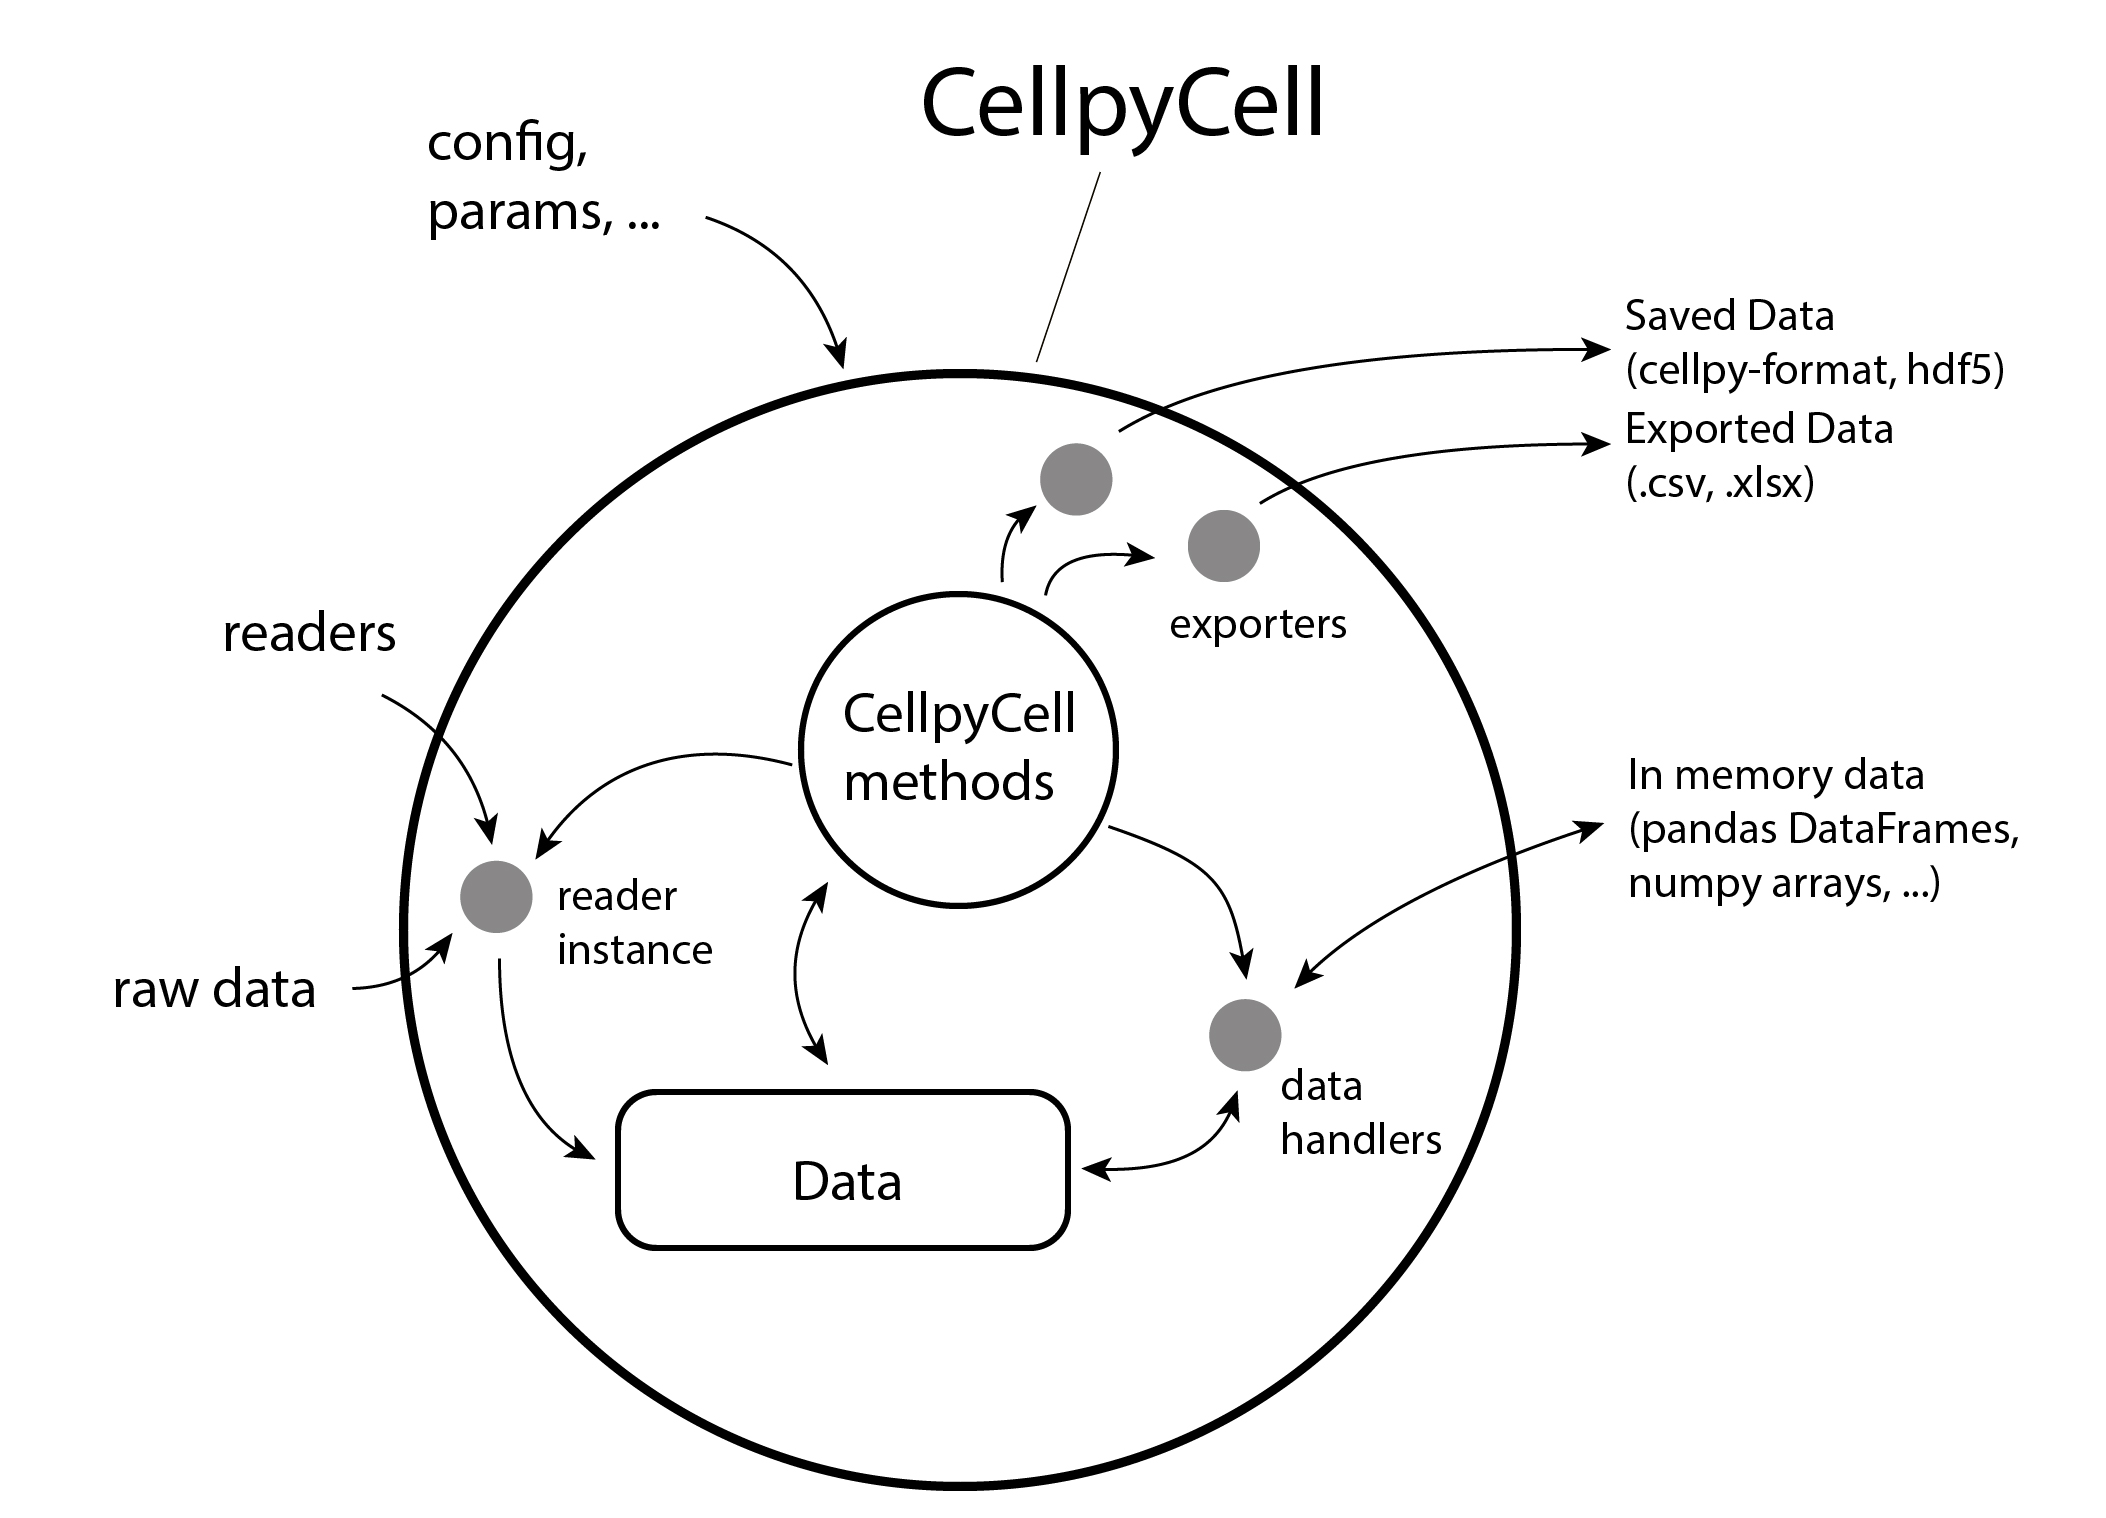 CellpyCell
config,
params, ...
Saved Data
(cellpy-format, hdf5)
Exported Data
(.csv, .xlsx)
exporters
readers
CellpyCell
methods
In memory data
(pandas DataFrames,
numpy arrays, ...)
reader
instance
raw data
data
handlers
Data